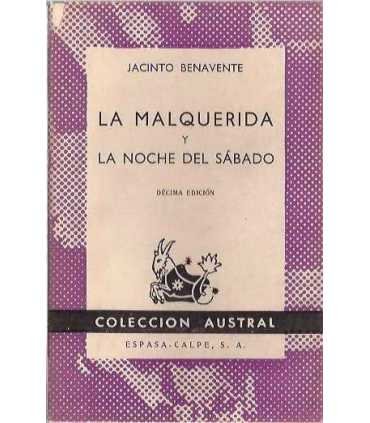 JACINTO BENAVENTE
LA MALQUERIDA
Y
LA NOCHE DEL SÁBADO
DÉCIMA EDICIÓN
COLECCION AUSTRAL
ESPASA-CALPE, S. A.